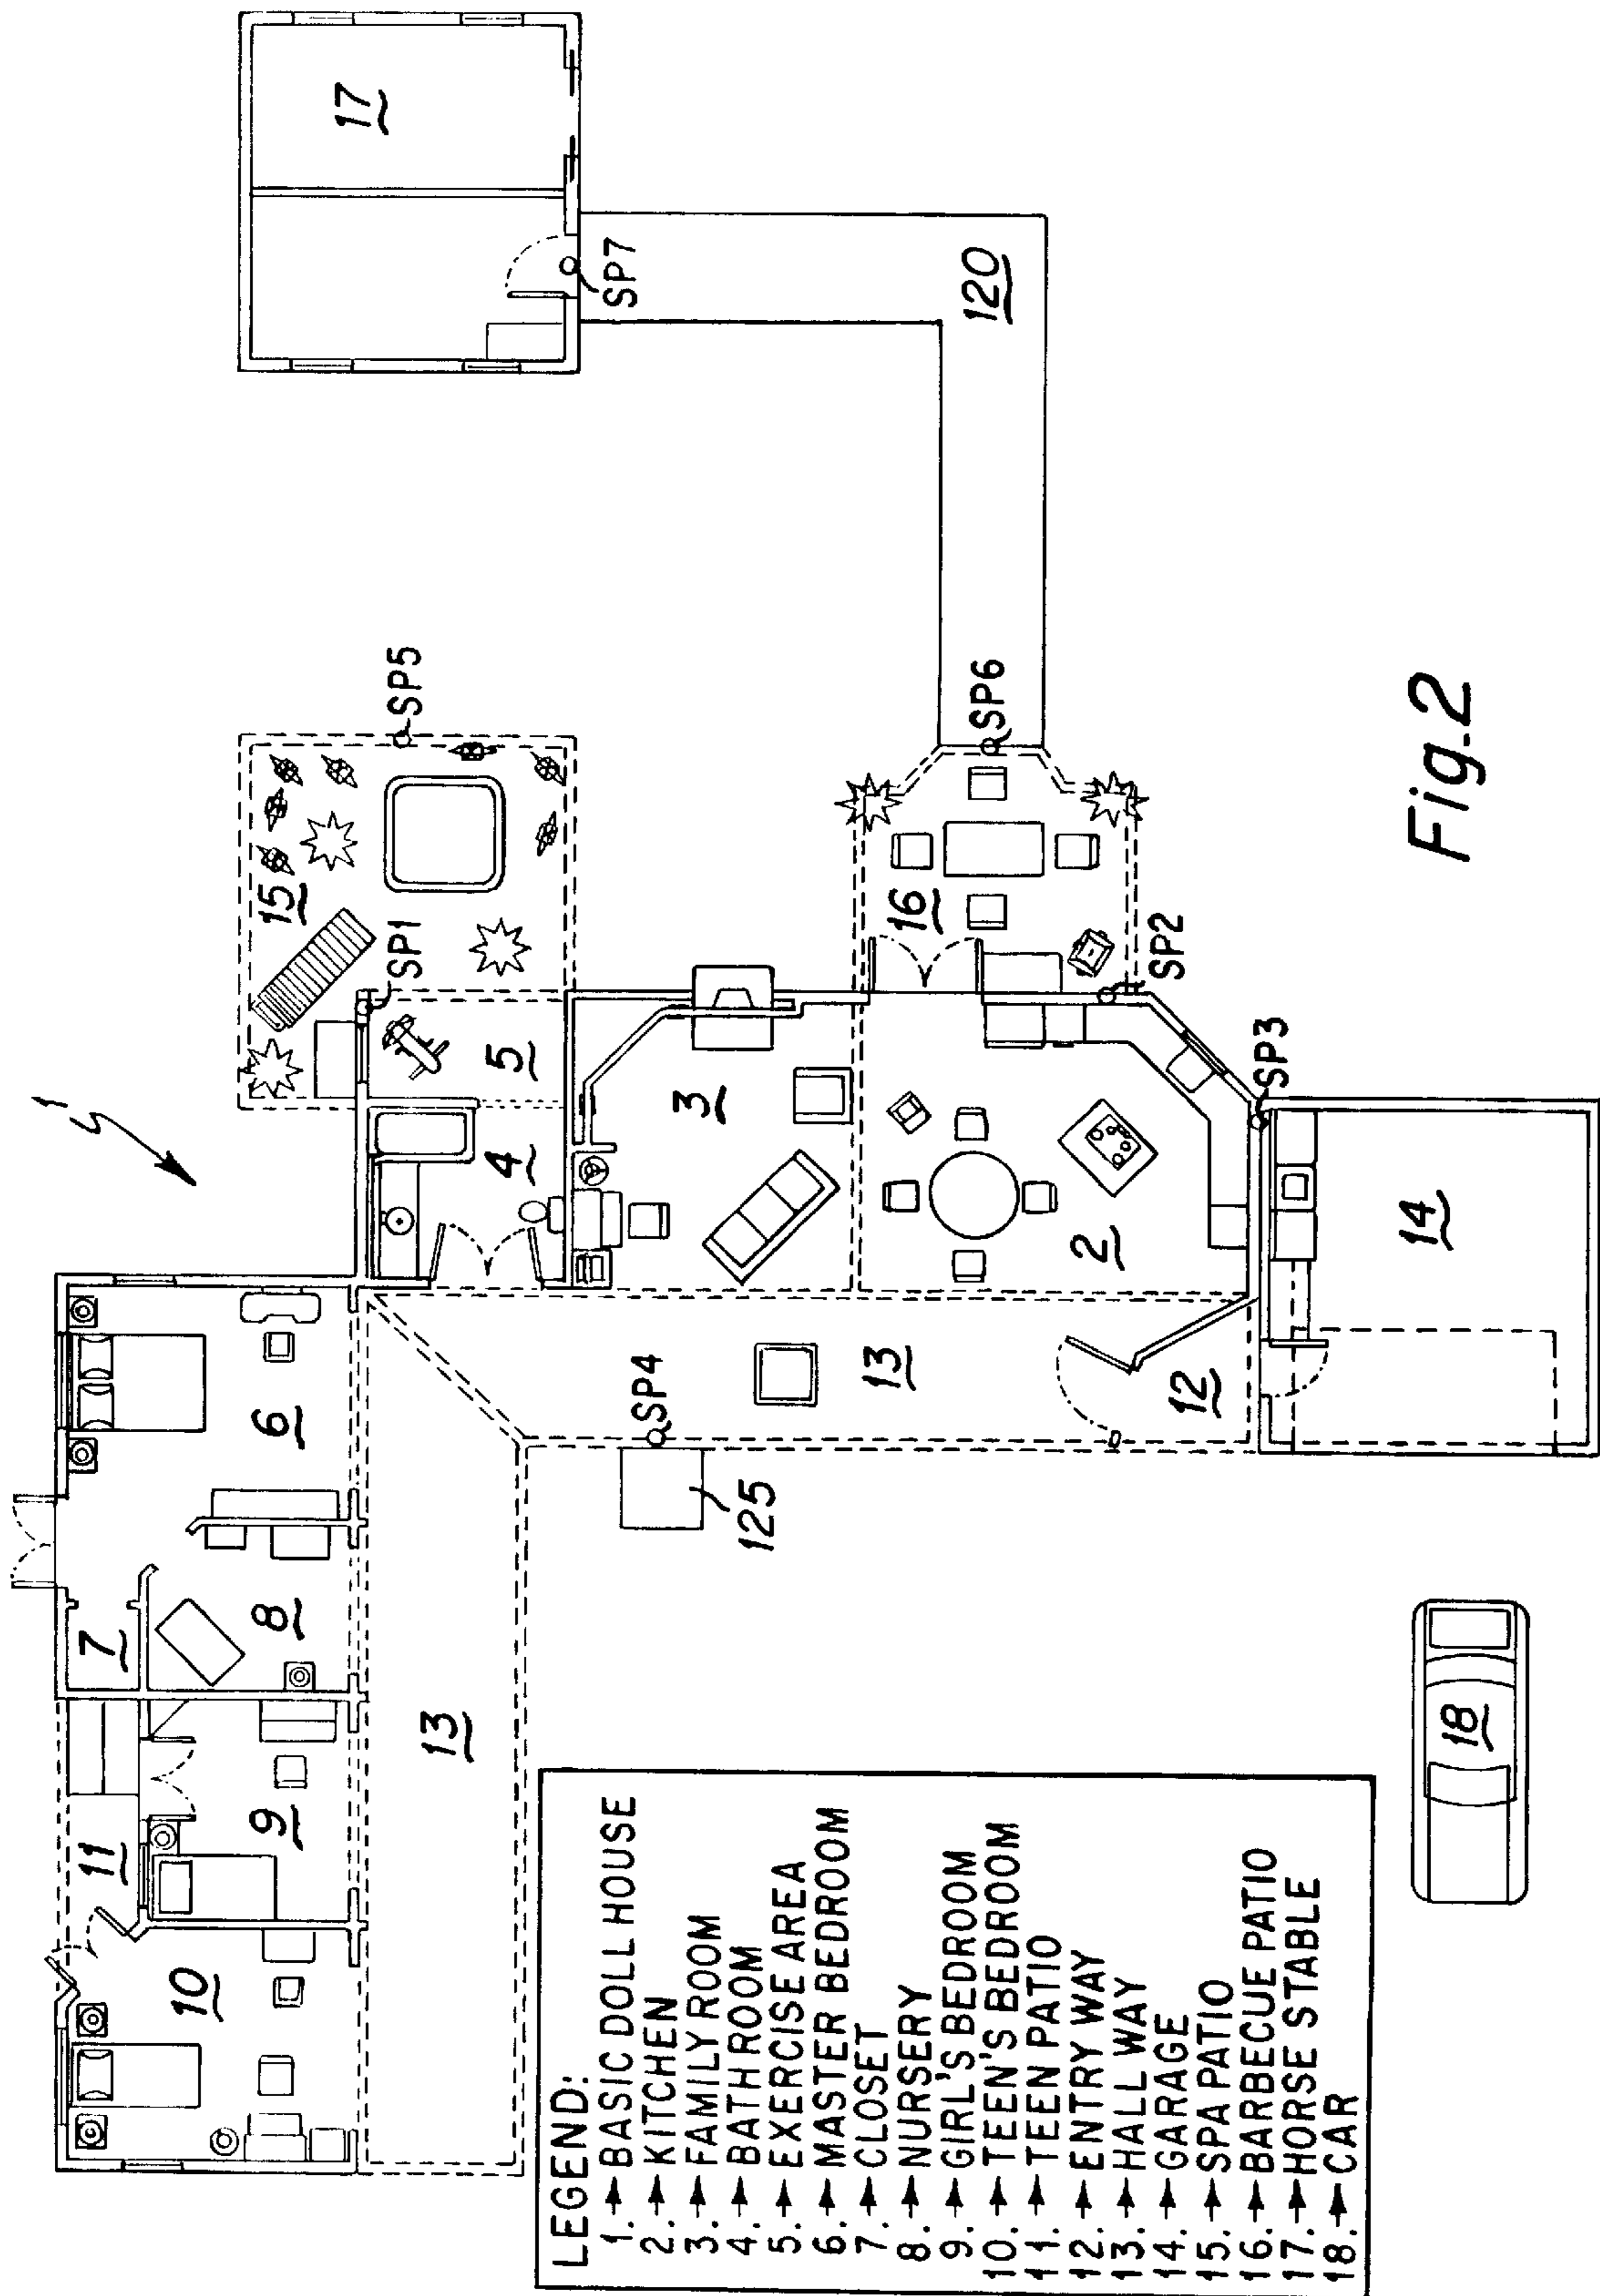 1
17
SP7
120
SP5
15
SP1
5
4
3
16
SP6
SP2
SP3
2
14
6
SP4
13
12
125
7
8
13
11
9
10
18
LEGEND:
1.→BASIC DOLL HOUSE
2.→KITCHEN
3.→FAMILY ROOM
4.→BATHROOM
5.→EXERCISE AREA
6.→MASTER BEDROOM
7.→CLOSET
8.→NURSERY
9.→GIRL'S BEDROOM
10.→TEEN'S BEDROOM
11.→TEEN PATIO
12.→ENTRY WAY
13.→HALL WAY
14.→GARAGE
15.→SPA PATIO
16.→BARBECUE PATIO
17.→HORSE STABLE
18.→CAR
Fig.2